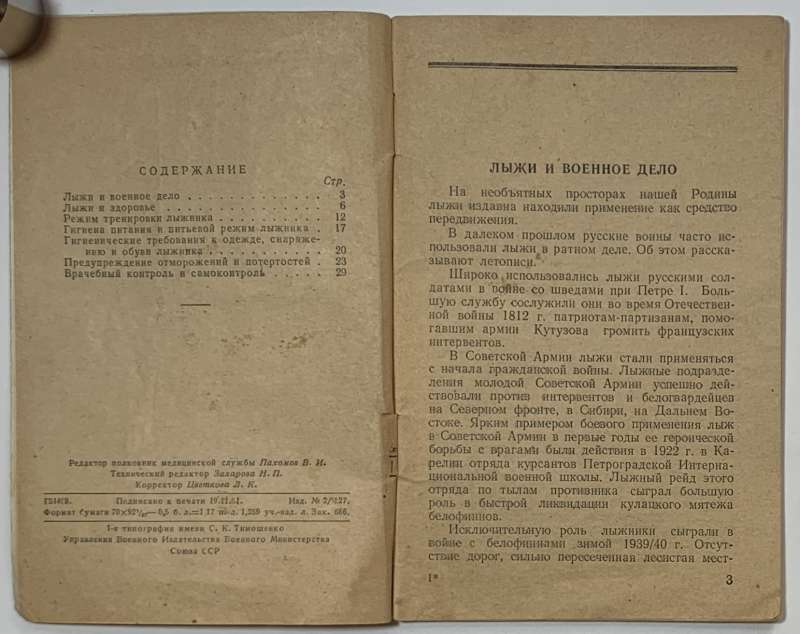 СОДЕРЖАНИЕ
Стр.
Лыжи и военное дело . . . . . . . . . . . . 3
Лыжи и здоровье . . . . . . . . . . . . . 6
Режим тренировки лыжника . . . . . . . . . 12
Гигиена питания и питьевой режим лыжника . 17
Гигиенические требования к одежде, снаряже-
нию и обуви лыжника . . . . . . . . . . 20
Предупреждение отморожений и потертостей . 23
Врачебный контроль и самоконтроль . . . . . 29
Редактор полковник медицинской службы Пахомов В. И.
Технический редактор Захарова Н. П.
Корректор Цветкова Л. К.
Подписано к печати Изд. №
Формат бумаги уч.-изд. л. Зак. 666.
1-я типография имени С. К. Тимошенко
Управления Военного Издательства Военного Министерства
Союза ССР
ЛЫЖИ И ВОЕННОЕ ДЕЛО
На необъятных просторах нашей Родины
лыжи издавна находили применение как средство
передвижения.
В далеком прошлом русские воины часто ис-
пользовали лыжи в ратном деле. Об этом расска-
зывают летописи.
Широко использовались лыжи русскими сол-
датами в войне со шведами при Петре I. Боль-
шую службу сослужили они во время Отечествен-
ной войны 1812 г. патриотам-партизанам, помо-
гавшим армии Кутузова громить французских
интервентов.
В Советской Армии лыжи стали применяться
с начала гражданской войны. Лыжные подразде-
ления молодой Советской Армии успешно дей-
ствовали против интервентов и белогвардейцев
на Северном фронте, в Сибири, на Дальнем Во-
стоке. Ярким примером боевого применения лыж
в Советской Армии в первые годы ее героической
борьбы с врагами были действия в 1922 г. в Ка-
релии отряда курсантов Петроградской Интерна-
циональной военной школы. Лыжный рейд этого
отряда по тылам противника сыграл большую
роль в быстрой ликвидации кулацкого мятежа
белофиннов.
Исключительную роль лыжники сыграли в
войне с белофиннами зимой 1939/40 г. Отсут-
ствие дорог, сильно пересеченная лесистая мест-
1*
3